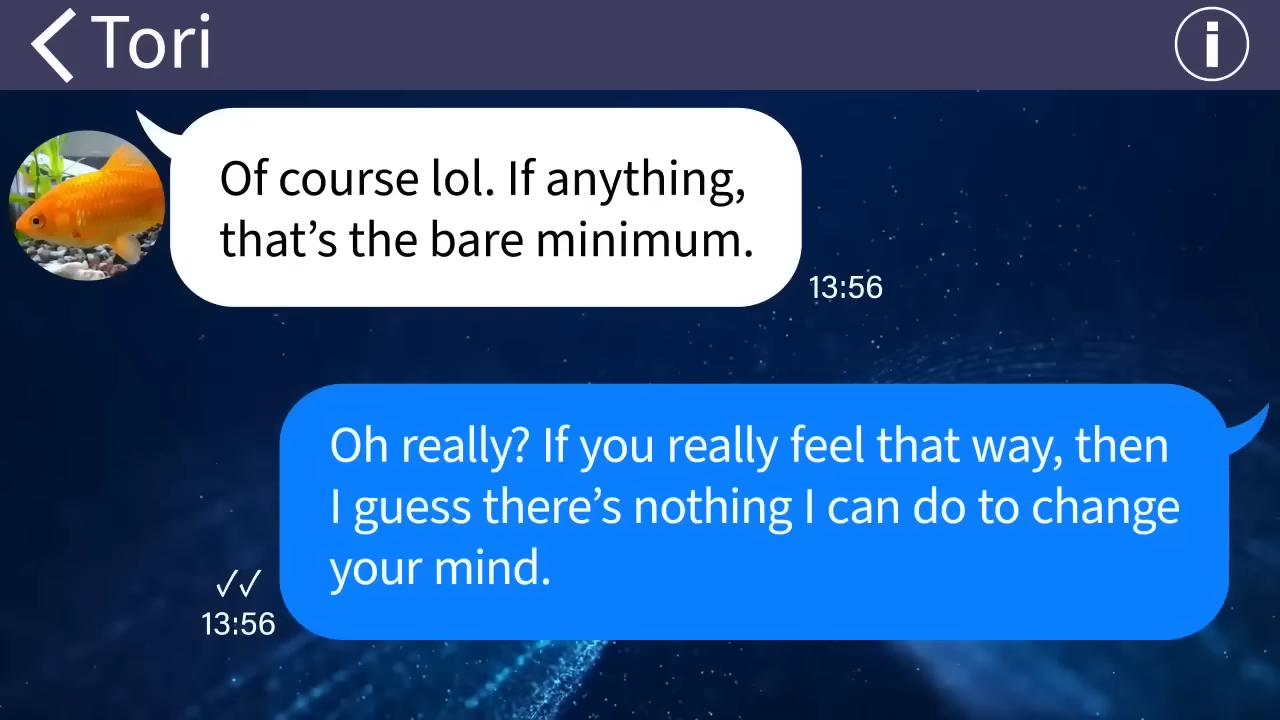 Tori
Of course lol. If anything,
that’s the bare minimum.
13:56
Oh really? If you really feel that way, then
I guess there’s nothing I can do to change
your mind.
13:56